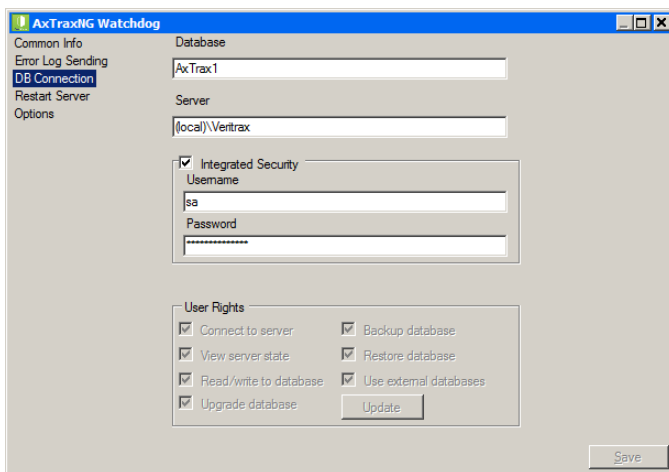 AxTraxNG Watchdog
Common Info
Error Log Sending
DB Connection
Restart Server
Options
Database
AxTrax1
Server
(local)\Veritrax
Integrated Security
Username
sa
Password
**************
User Rights
Connect to server
Backup database
View server state
Restore database
Read/write to database
Use external databases
Upgrade database
Update
Save